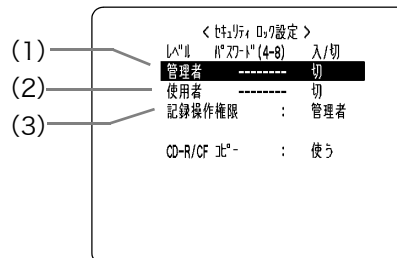 < ｾｷｭﾘﾃｨ ﾛｯｸ設定 >
ﾚﾍﾞﾙ ﾊﾟｽﾜｰﾄﾞ(4-8) 入/切
(1) 管理者 -------- 切
(2) 使用者 -------- 切
(3) 記録操作権限 : 管理者
CD-R/CF ｺﾋﾟｰ : 使う